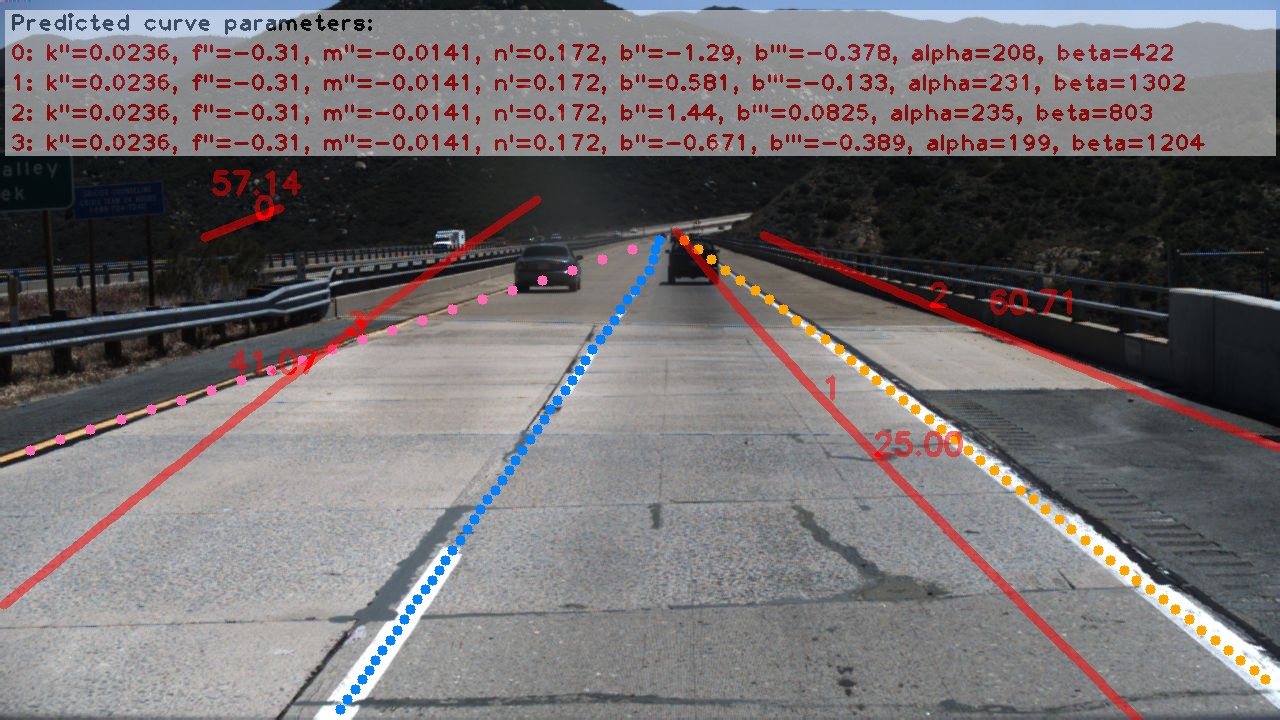 Predicted curve parameters:
0: k''=0.0236, f''=-0.31, m''=-0.0141, n'=0.172, b''=-1.29, b'''=-0.378, alpha=208, beta=422
1: k''=0.0236, f''=-0.31, m''=-0.0141, n'=0.172, b''=0.581, b'''=-0.133, alpha=231, beta=1302
2: k''=0.0236, f''=-0.31, m''=-0.0141, n'=0.172, b''=1.44, b'''=0.0825, alpha=235, beta=803
3: k''=0.0236, f''=-0.31, m''=-0.0141, n'=0.172, b''=-0.671, b'''=-0.389, alpha=199, beta=1204
alley
ek
57.14
0
2
60.71
3
41.07
1
25.00